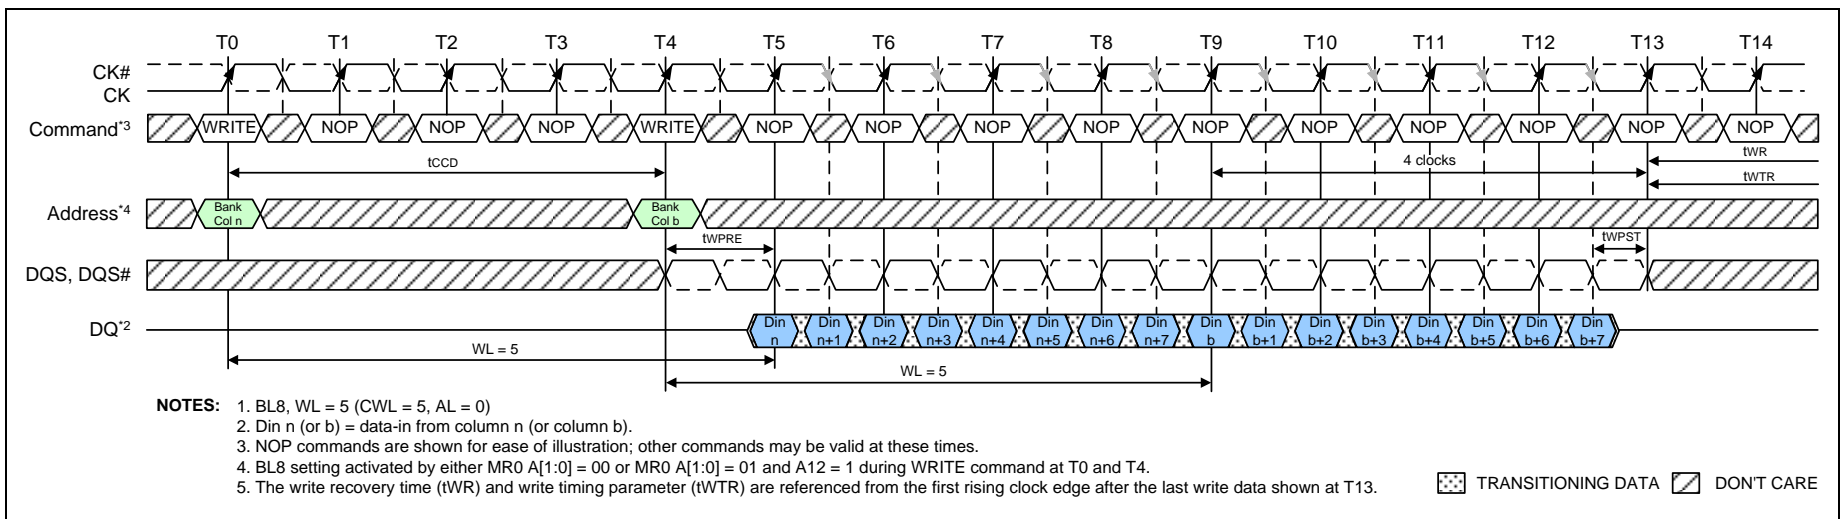 T0 T1 T2 T3 T4 T5 T6 T7 T8 T9 T10 T11 T12 T13 T14
CK#
CK
Command*3 WRITE NOP NOP NOP WRITE NOP NOP NOP NOP NOP NOP NOP NOP NOP NOP
tCCD 4 clocks tWR
tWTR
Address*4 Bank Col n Bank Col b
tWPRE tWPST
DQS, DQS#
DQ*2 Din n Din n+1 Din n+2 Din n+3 Din n+4 Din n+5 Din n+6 Din n+7 Din b Din b+1 Din b+2 Din b+3 Din b+4 Din b+5 Din b+6 Din b+7
WL = 5
WL = 5
NOTES: 1. BL8, WL = 5 (CWL = 5, AL = 0)
2. Din n (or b) = data-in from column n (or column b).
3. NOP commands are shown for ease of illustration; other commands may be valid at these times.
4. BL8 setting activated by either MR0 A[1:0] = 00 or MR0 A[1:0] = 01 and A12 = 1 during WRITE command at T0 and T4.
5. The write recovery time (tWR) and write timing parameter (tWTR) are referenced from the first rising clock edge after the last write data shown at T13.
TRANSITIONING DATA DON'T CARE